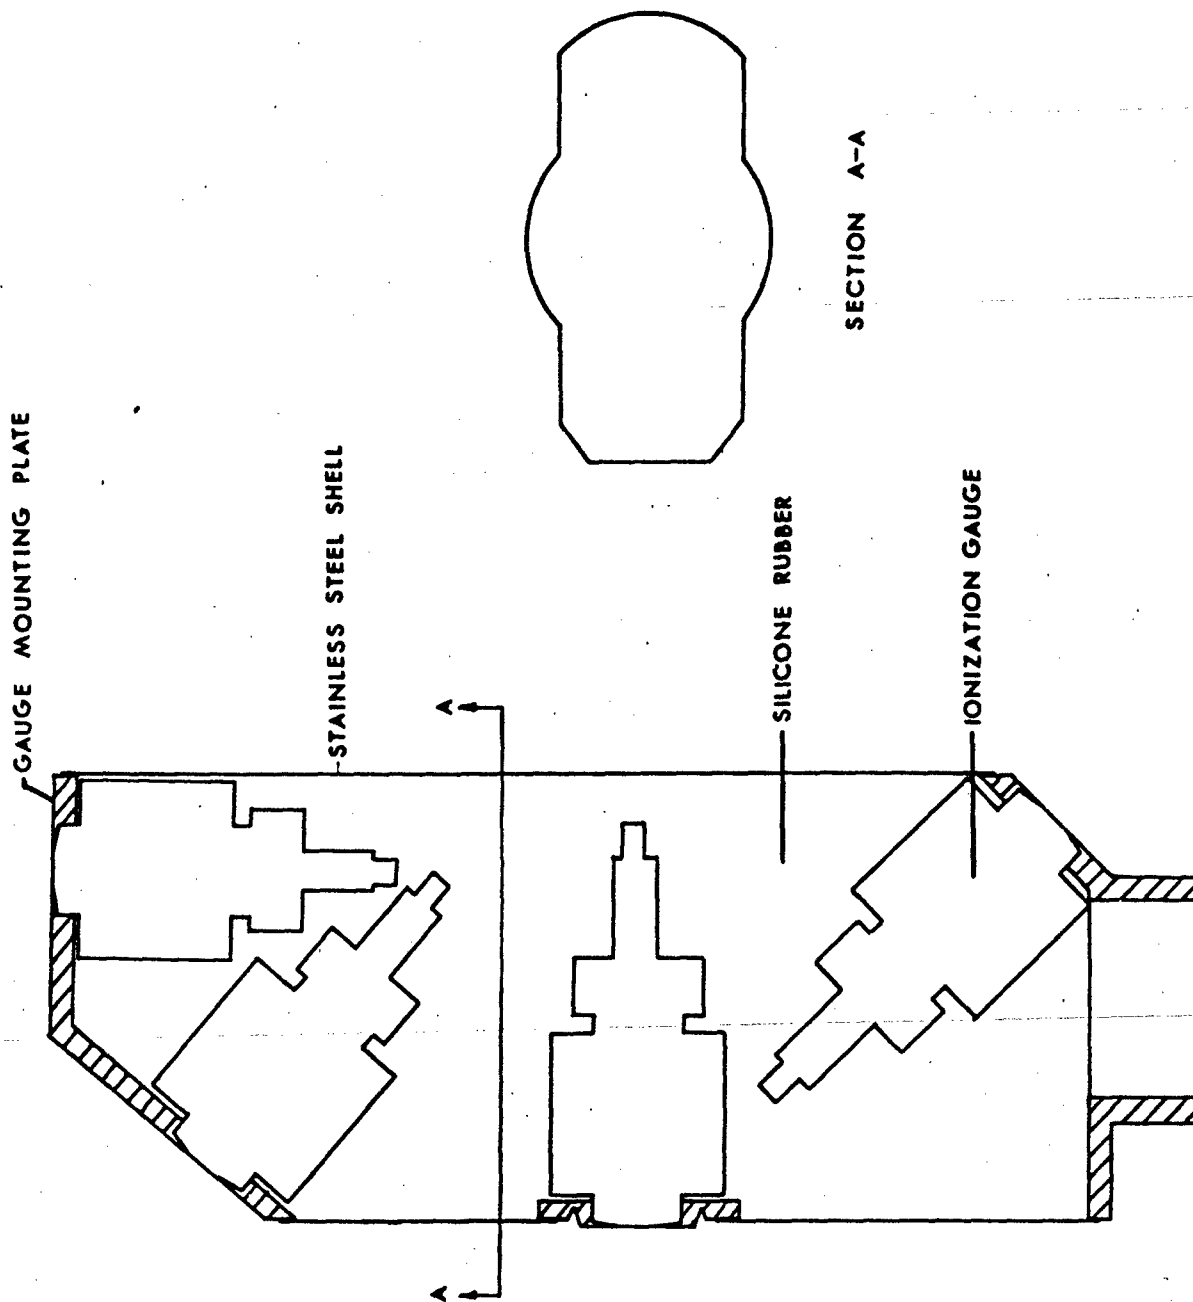 GAUGE MOUNTING PLATE
STAINLESS STEEL SHELL
A
A
SILICONE RUBBER
IONIZATION GAUGE
SECTION A-A